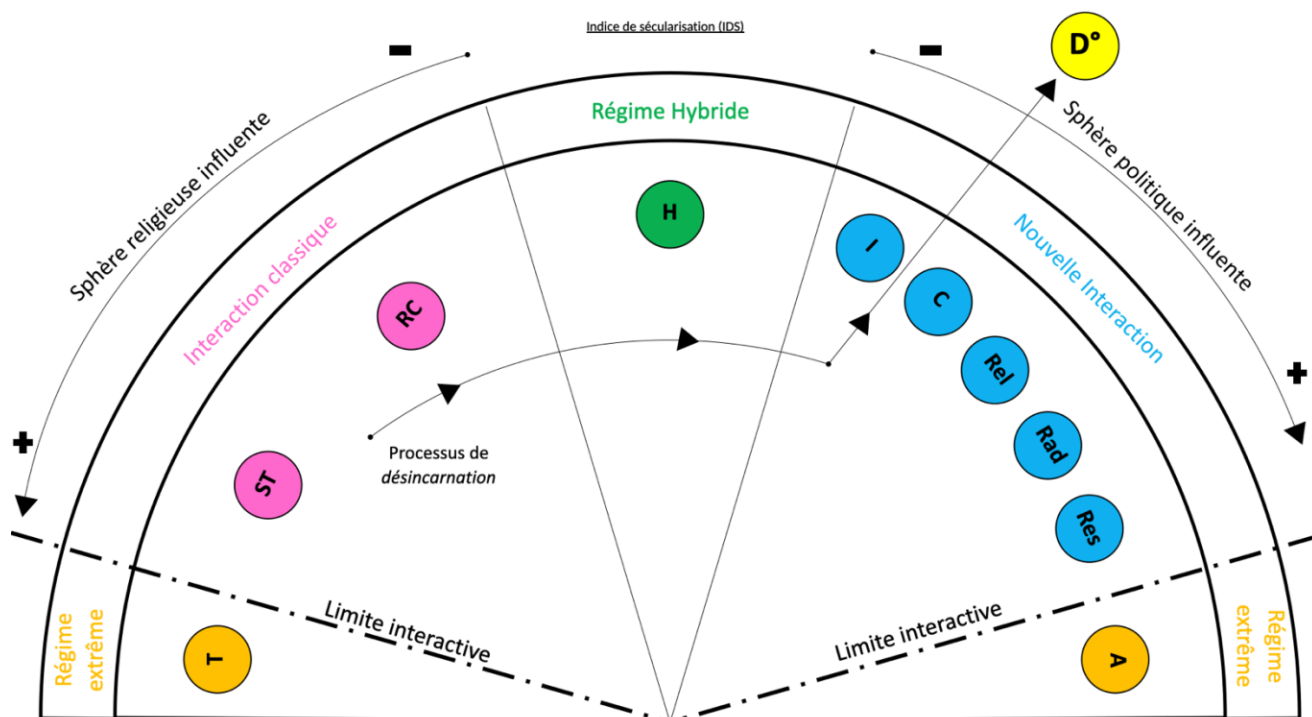 Indice de sécularisation (IDS)
D°
Régime Hybride
Sphère religieuse influente
Sphère politique influente
Interaction classique
Nouvelle Interaction
H
I
RC
C
Rel
Rad
Processus de
désincarnation
ST
Res
Limite interactive
Limite interactive
Régime
extrême
T
A
Régime
extrême